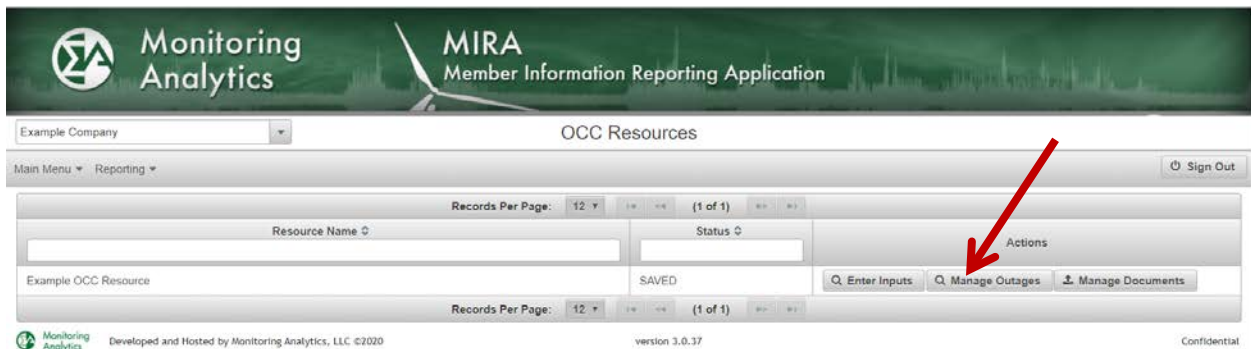 Monitoring
Analytics
MIRA
Member Information Reporting Application
Example Company
OCC Resources
Main Menu Reporting
Sign Out
Records Per Page: 12 (1 of 1)
Resource Name Status Actions
Example OCC Resource SAVED Enter Inputs Manage Outages Manage Documents
Records Per Page: 12 (1 of 1)
Monitoring
Analytics
Developed and Hosted by Monitoring Analytics, LLC ©2020 version 3.0.37 Confidential